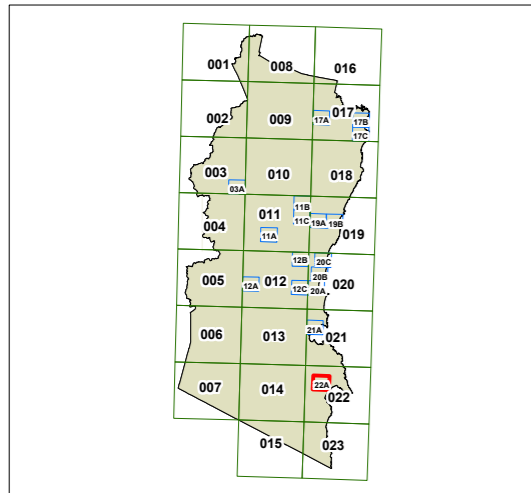 001 008 016
002 009 017
17A 17B
17C
003 010 018
03A
004 011 11B
11C 19A 19B
11A 019
12B 20C
005 12A 012 12C 20B 020
20A
21A
006 013 021
22A
007 014 022
015 023